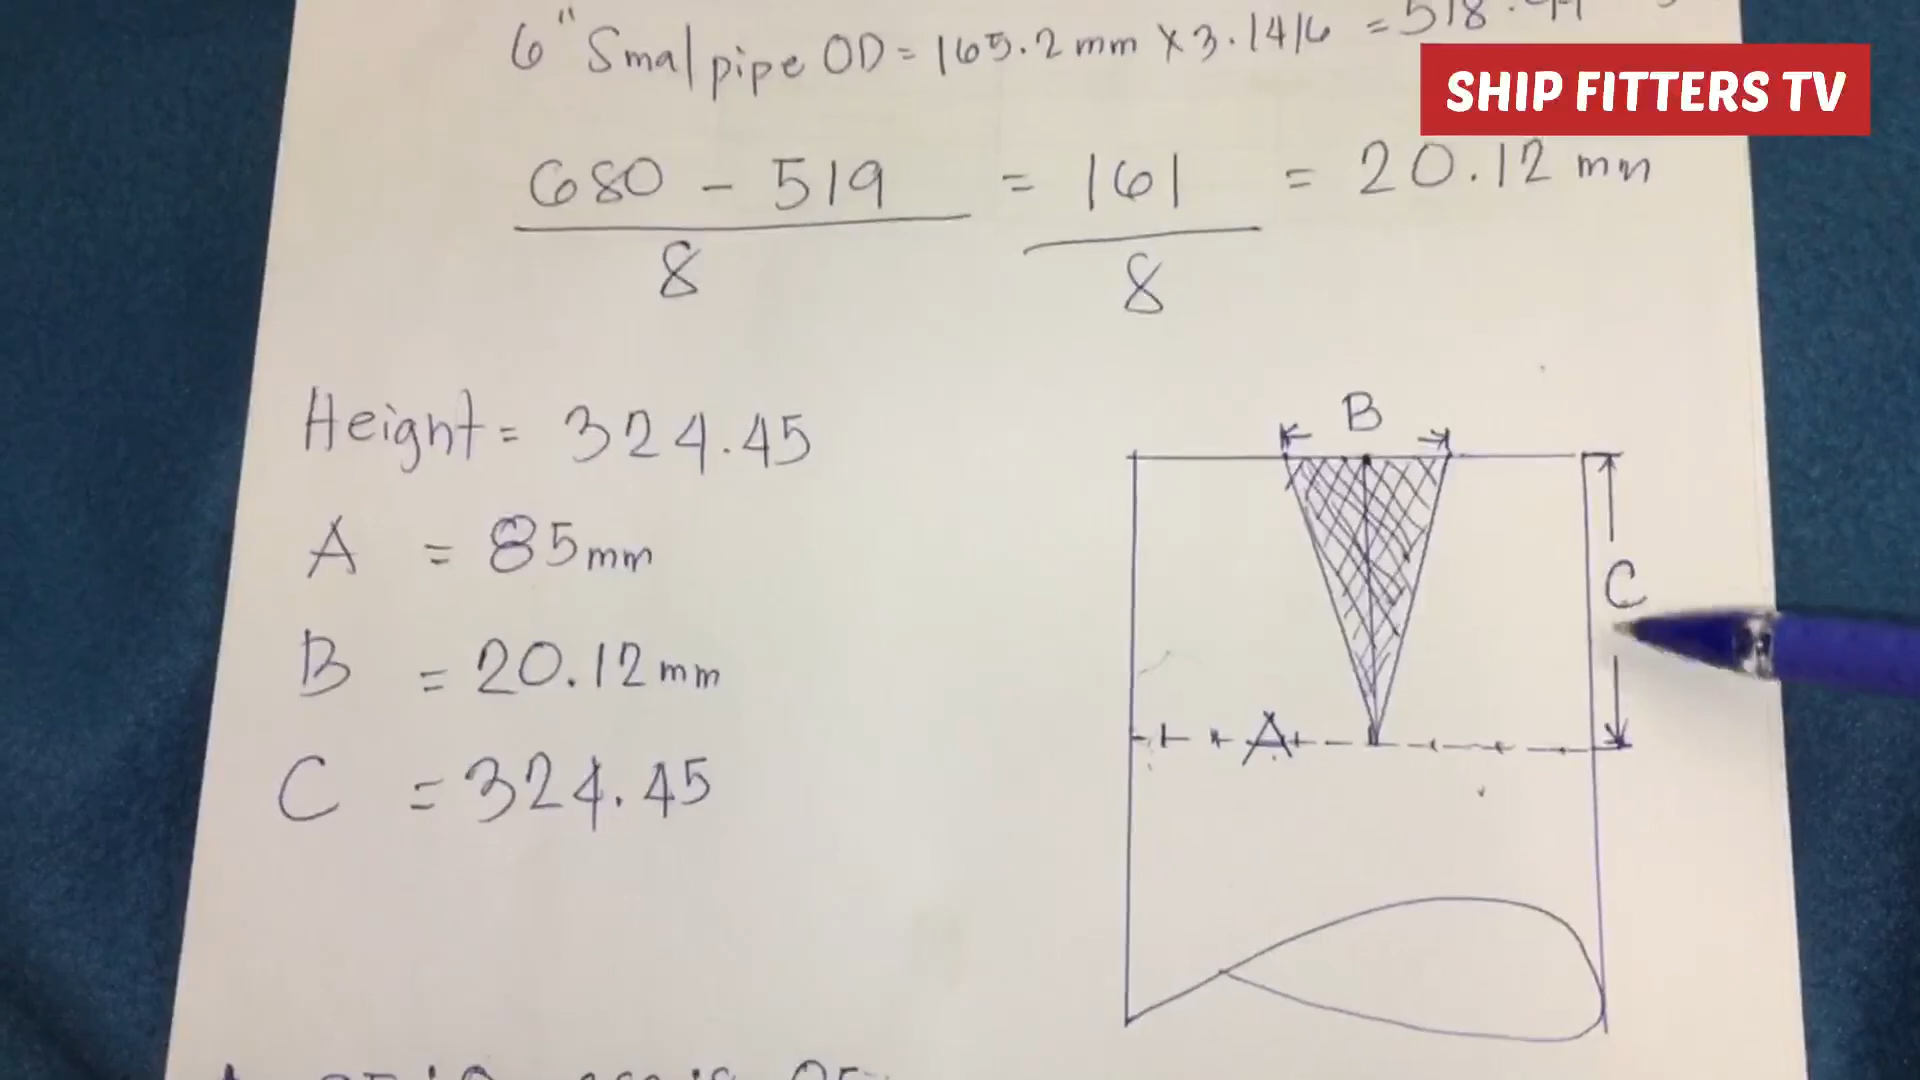 6" Smal pipe OD = 165.2 mm x 3.1416 = 518.99
SHIP FITTERS TV
680 - 519 = 161 = 20.12 mm
8 8
Height = 324.45
A = 85mm
B = 20.12mm
C = 324.45
B
C
A